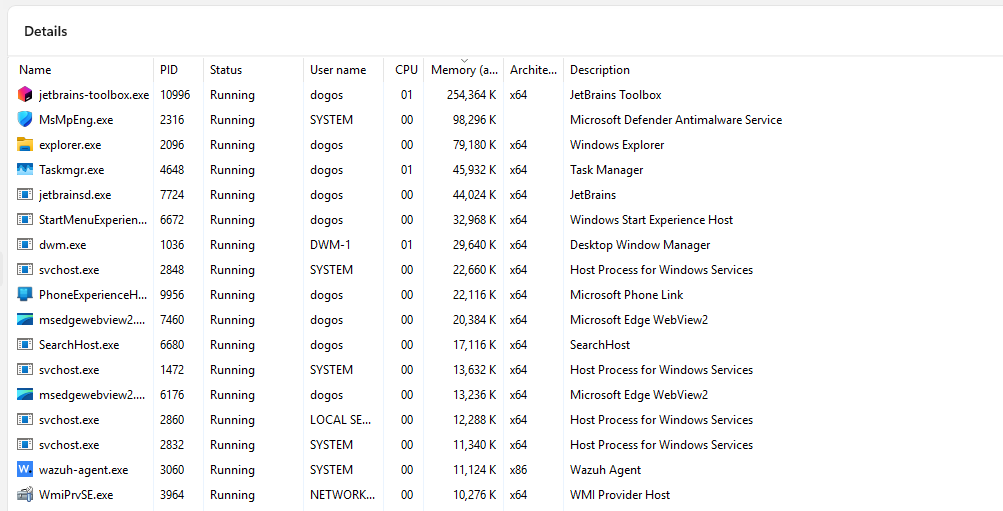 Details
Name PID Status User name CPU Memory (a... Archite... Description
jetbrains-toolbox.exe 10996 Running dogos 01 254,364 K x64 JetBrains Toolbox
MsMpEng.exe 2316 Running SYSTEM 00 98,296 K Microsoft Defender Antimalware Service
explorer.exe 2096 Running dogos 00 79,180 K x64 Windows Explorer
Taskmgr.exe 4648 Running dogos 01 45,932 K x64 Task Manager
jetbrainsd.exe 7724 Running dogos 00 44,024 K x64 JetBrains
StartMenuExperien... 6672 Running dogos 00 32,968 K x64 Windows Start Experience Host
dwm.exe 1036 Running DWM-1 01 29,640 K x64 Desktop Window Manager
svchost.exe 2848 Running SYSTEM 00 22,660 K x64 Host Process for Windows Services
PhoneExperienceH... 9956 Running dogos 00 22,116 K x64 Microsoft Phone Link
msedgewebview2.... 7460 Running dogos 00 20,384 K x64 Microsoft Edge WebView2
SearchHost.exe 6680 Running dogos 00 17,116 K x64 SearchHost
svchost.exe 1472 Running SYSTEM 00 13,632 K x64 Host Process for Windows Services
msedgewebview2.... 6176 Running dogos 00 13,236 K x64 Microsoft Edge WebView2
svchost.exe 2860 Running LOCAL SE... 00 12,288 K x64 Host Process for Windows Services
svchost.exe 2832 Running SYSTEM 00 11,340 K x64 Host Process for Windows Services
W. wazuh-agent.exe 3060 Running SYSTEM 00 11,124 K x86 Wazuh Agent
WmiPrvSE.exe 3964 Running NETWORK... 00 10,276 K x64 WMI Provider Host